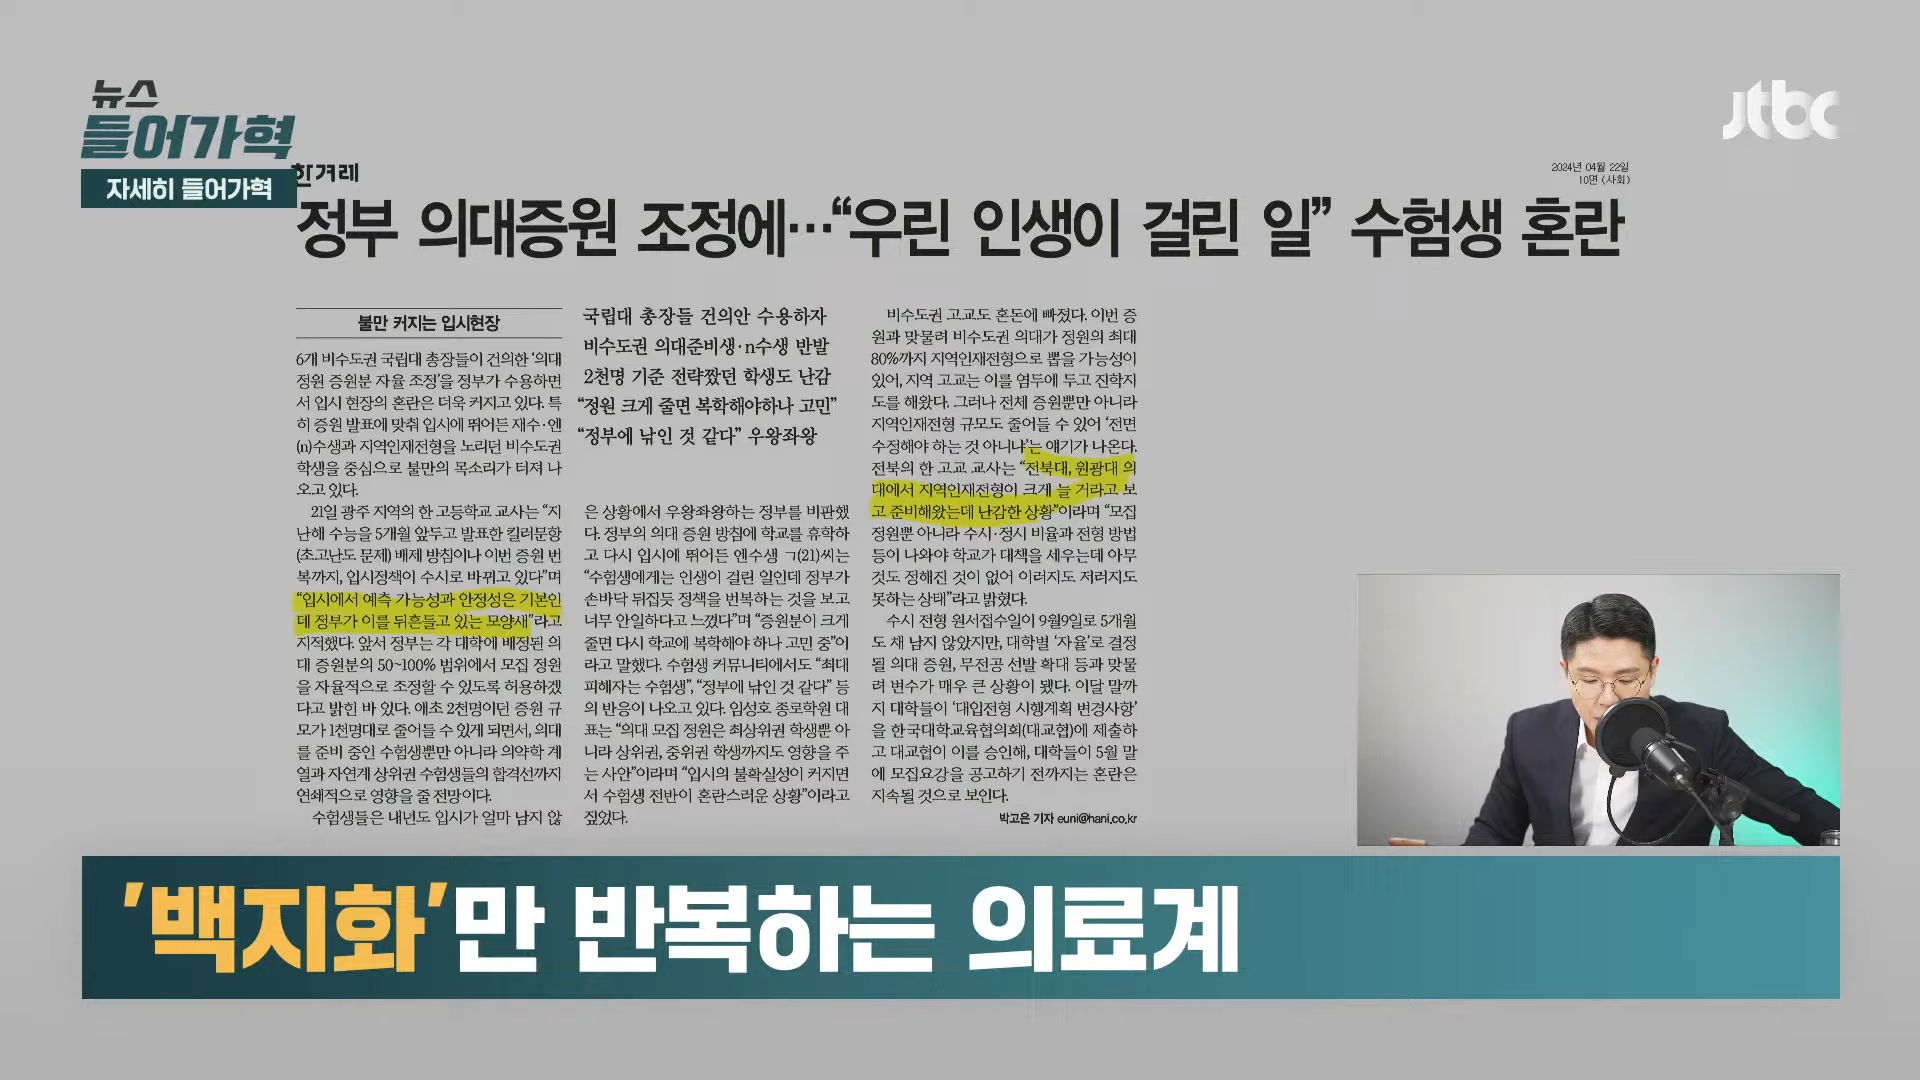 뉴스
들어가혁
자세히 들어가혁
jtbc
한겨레
2024년 04월 22일
10면 (사회)
정부 의대증원 조정에…“우린 인생이 걸린 일” 수험생 혼란
불만 커지는 입시현장
6개 비수도권 국립대 총장들이 건의한 ‘의대
정원 증원분 자율 조정’을 정부가 수용하면
서 입시 현장의 혼란은 더욱 커지고 있다. 특
히 증원 발표에 맞춰 입시에 뛰어든 재수·엔
(n)수생과 지역인재전형을 노리던 비수도권
학생을 중심으로 불만의 목소리가 터져 나
오고 있다.
21일 광주 지역의 한 고등학교 교사는 “지
난해 수능을 5개월 앞두고 발표한 킬러문항
(초고난도 문제) 배제 방침이나 이번 증원 번
복까지, 입시정책이 수시로 바뀌고 있다”며
“입시에서 예측 가능성과 안정성은 기본인
데 정부가 이를 뒤흔들고 있는 모양새”라고
지적했다. 앞서 정부는 각 대학에 배정된 의
대 증원분의 50~100% 범위에서 모집 정원
을 자율적으로 조정할 수 있도록 허용하겠
다고 밝힌 바 있다. 애초 2천명이던 증원 규
모가 1천명대로 줄어들 수 있게 되면서, 의대
를 준비 중인 수험생뿐만 아니라 의약학 계
열과 자연계 상위권 수험생들의 합격선까지
연쇄적으로 영향을 줄 전망이다.
수험생들은 내년도 입시가 얼마 남지 않
국립대 총장들 건의안 수용하자
비수도권 의대준비생·n수생 반발
2천명 기준 전략짰던 학생도 난감
“정원 크게 줄면 복학해야하나 고민”
“정부에 낚인 것 같다” 우왕좌왕
은 상황에서 우왕좌왕하는 정부를 비판했
다. 정부의 의대 증원 방침에 학교를 휴학하
고 다시 입시에 뛰어든 엔수생 ㄱ(21)씨는
“수험생에게는 인생이 걸린 일인데 정부가
손바닥 뒤집듯 정책을 번복하는 것을 보고
너무 안일하다고 느꼈다”며 “증원분이 크게
줄면 다시 학교에 복학해야 하나 고민 중”이
라고 말했다. 수험생 커뮤니티에서도 “최대
피해자는 수험생”, “정부에 낚인 것 같다” 등
의 반응이 나오고 있다. 임성호 종로학원 대
표는 “의대 모집 정원은 최상위권 학생뿐 아
니라 상위권, 중위권 학생까지도 영향을 주
는 사안”이라며 “입시의 불확실성이 커지면
서 수험생 전반이 혼란스러운 상황”이라고
짚었다.
비수도권 고교도 혼돈에 빠졌다. 이번 증
원과 맞물려 비수도권 의대가 정원의 최대
80%까지 지역인재전형으로 뽑을 가능성이
있어, 지역 고교는 이를 염두에 두고 진학지
도를 해왔다. 그러나 전체 증원뿐만 아니라
지역인재전형 규모도 줄어들 수 있어 ‘전면
수정해야 하는 것 아니냐’는 얘기가 나온다.
전북의 한 고교 교사는 “전북대, 원광대 의
대에서 지역인재전형이 크게 늘 거라고 보
고 준비해왔는데 난감한 상황”이라며 “모집
정원뿐 아니라 수시·정시 비율과 전형 방법
등이 나와야 학교가 대책을 세우는데 아무
것도 정해진 것이 없어 이러지도 저러지도
못하는 상태”라고 밝혔다.
수시 전형 원서접수일이 9월9일로 5개월
도 채 남지 않았지만, 대학별 ‘자율’로 결정
될 의대 증원, 무전공 선발 확대 등과 맞물
려 변수가 매우 큰 상황이 됐다. 이달 말까
지 대학들이 ‘대입전형 시행계획 변경사항’
을 한국대학교육협의회(대교협)에 제출하
고 대교협이 이를 승인해, 대학들이 5월 말
에 모집요강을 공고하기 전까지는 혼란은
지속될 것으로 보인다.
박고은 기자 euni@hani.co.kr
'백지화'만 반복하는 의료계